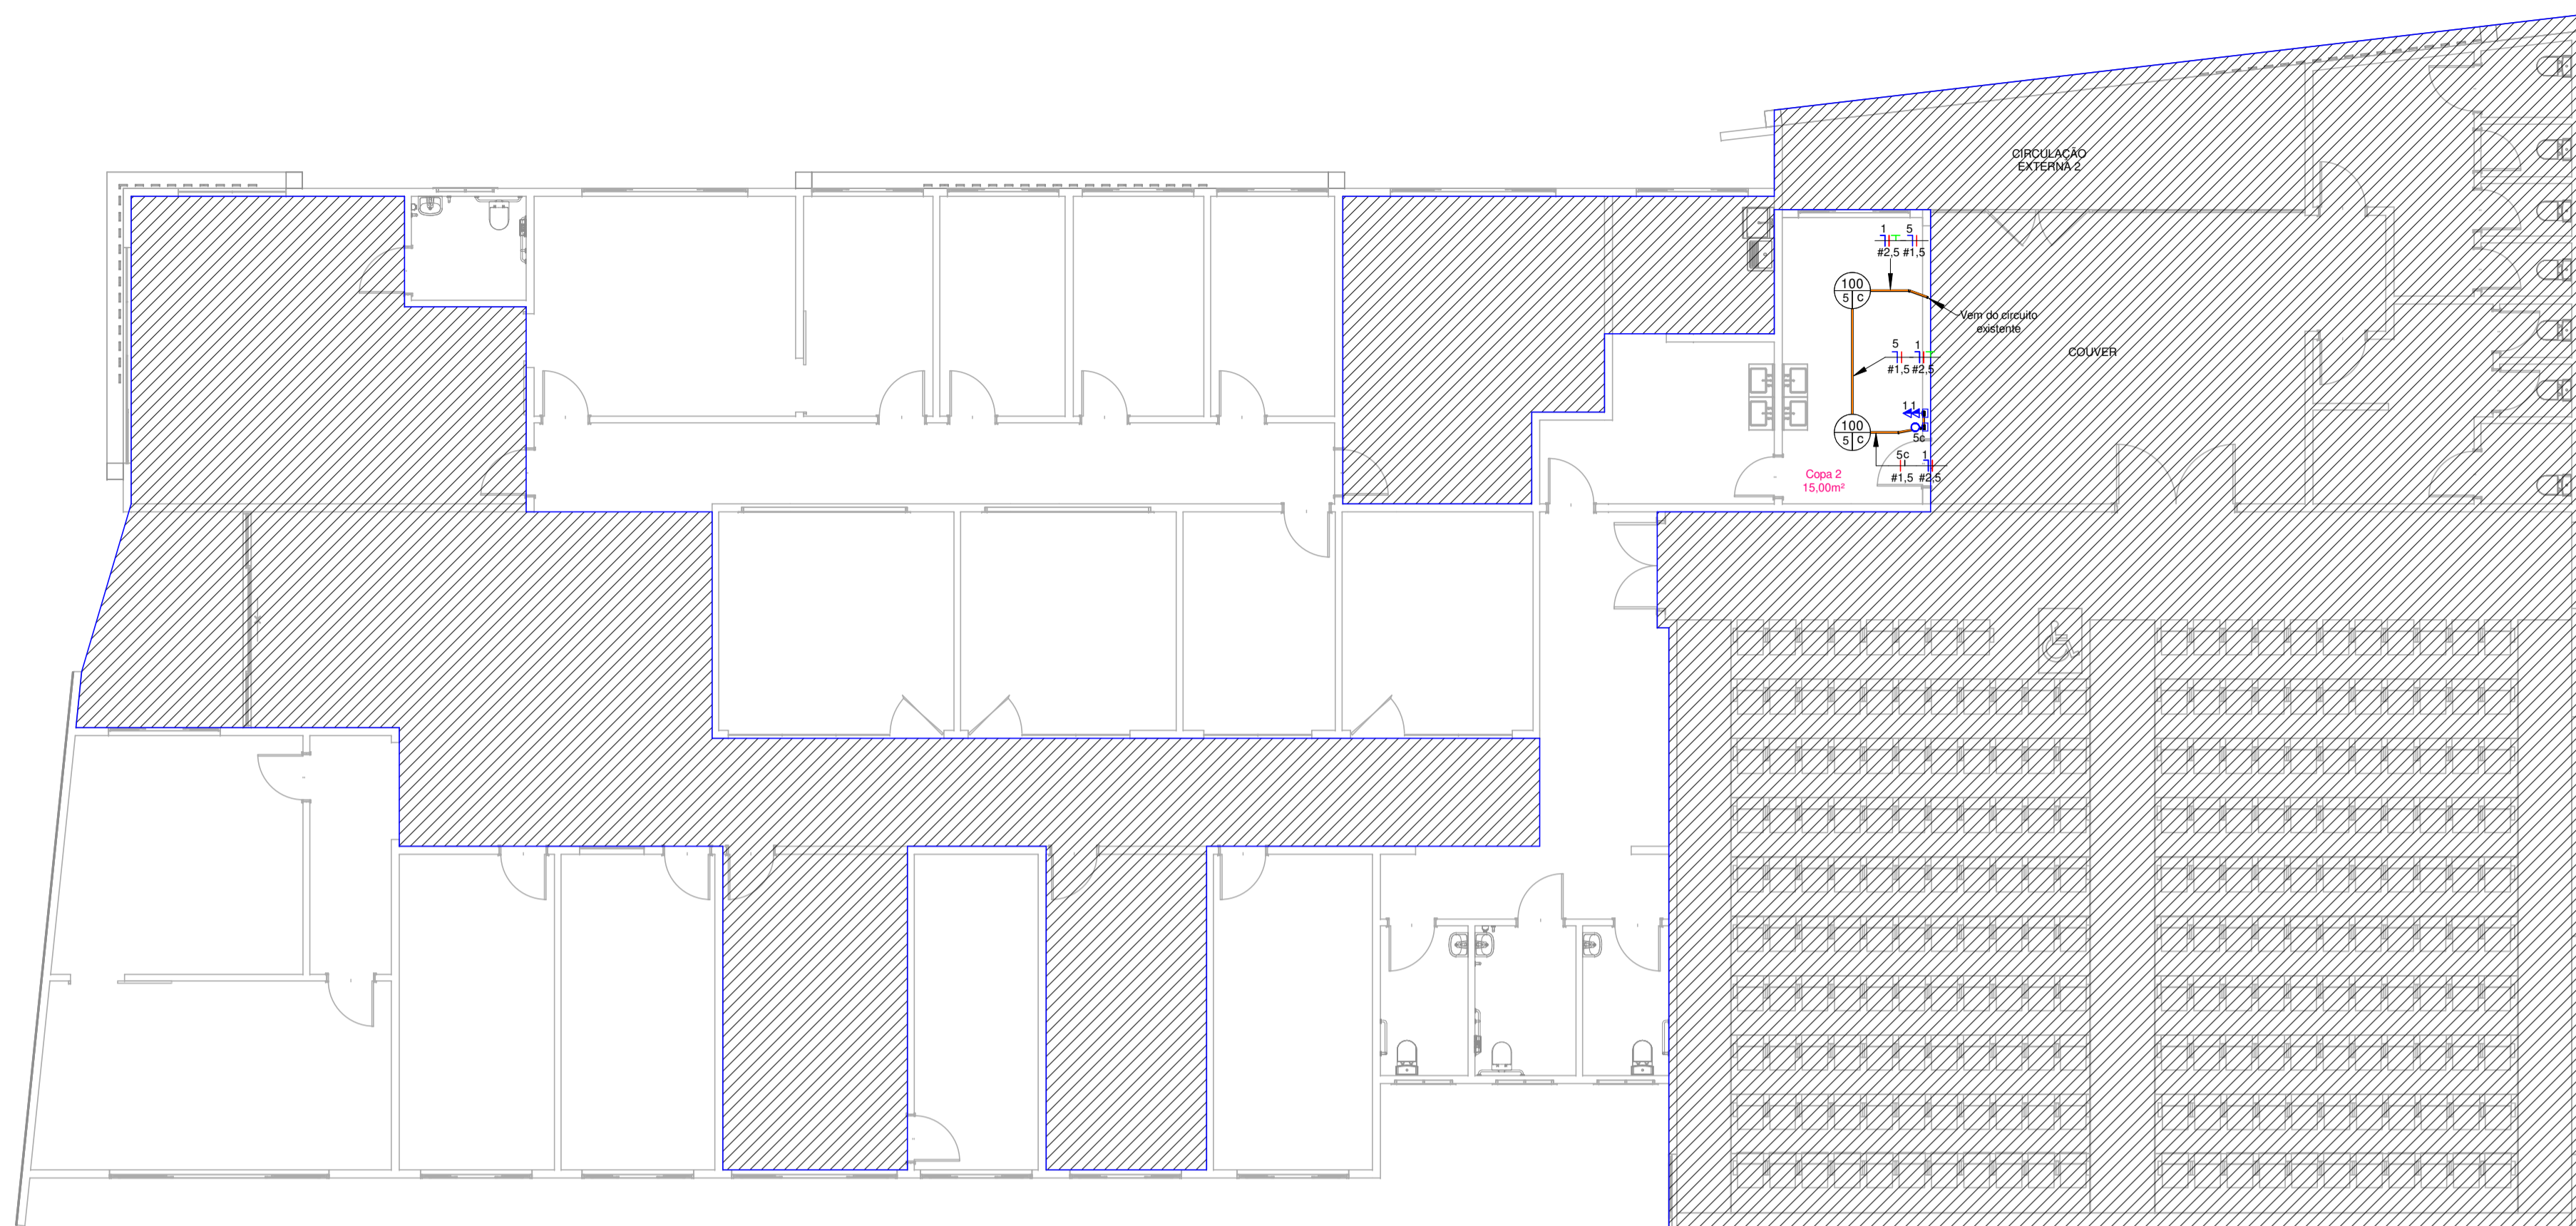 CIRCULAÇÃO
EXTERNA 2
1 5
#2,5 #1,5
100
5 C
Vem do circuito
existente
COUVER
5 1
#1,5 #2,5
1 1
100
5 C
5c
5c 1
#1,5 #2,5
Copa 2
15,00m²